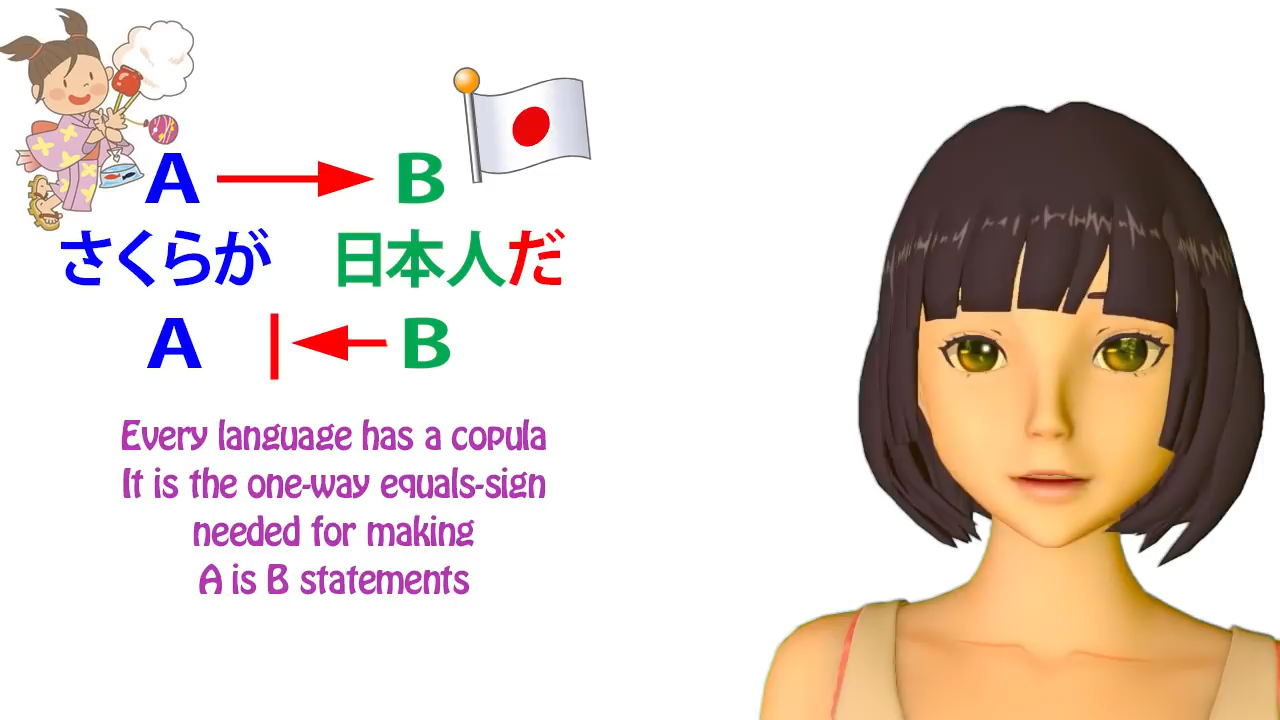 A B
さくらが 日本人だ
A | B
Every language has a copula
It is the one-way equals-sign
needed for making
A is B statements